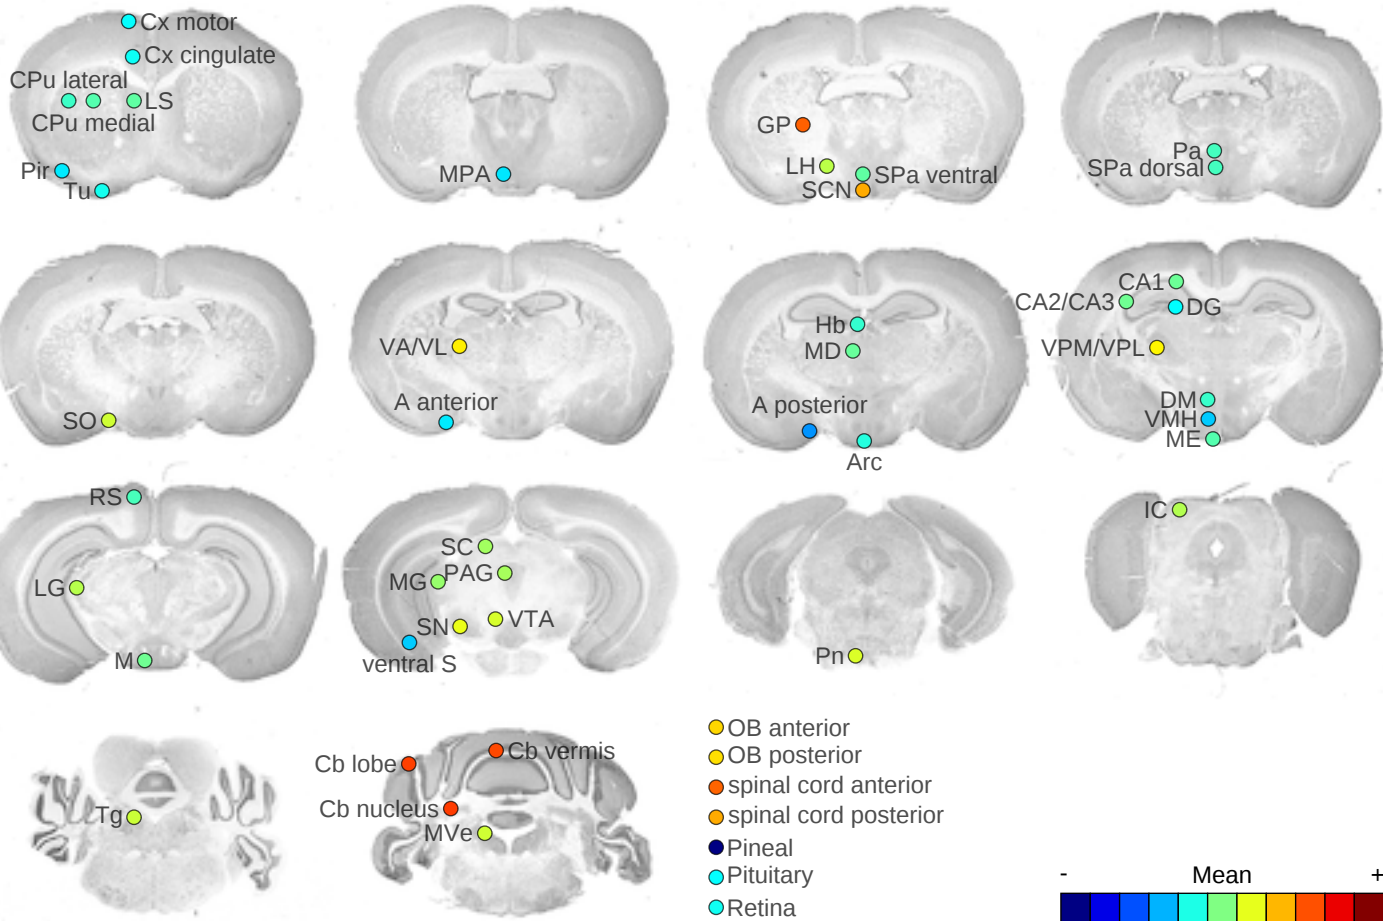 Cx motor
Cx cingulate
CPu lateral
LS
CPu medial
Pir
Tu
MPA
GP
LH
SPa ventral
SCN
Pa
SPa dorsal
SO
VA/VL
A anterior
Hb
MD
A posterior
Arc
CA1
CA2/CA3
DG
VPM/VPL
DM
VMH
ME
RS
LG
M
SC
MG
PAG
SN
VTA
ventral S
Pn
IC
Tg
Cb lobe
Cb vermis
Cb nucleus
MVe
OB anterior
OB posterior
spinal cord anterior
spinal cord posterior
Pineal
Pituitary
Retina
- Mean +